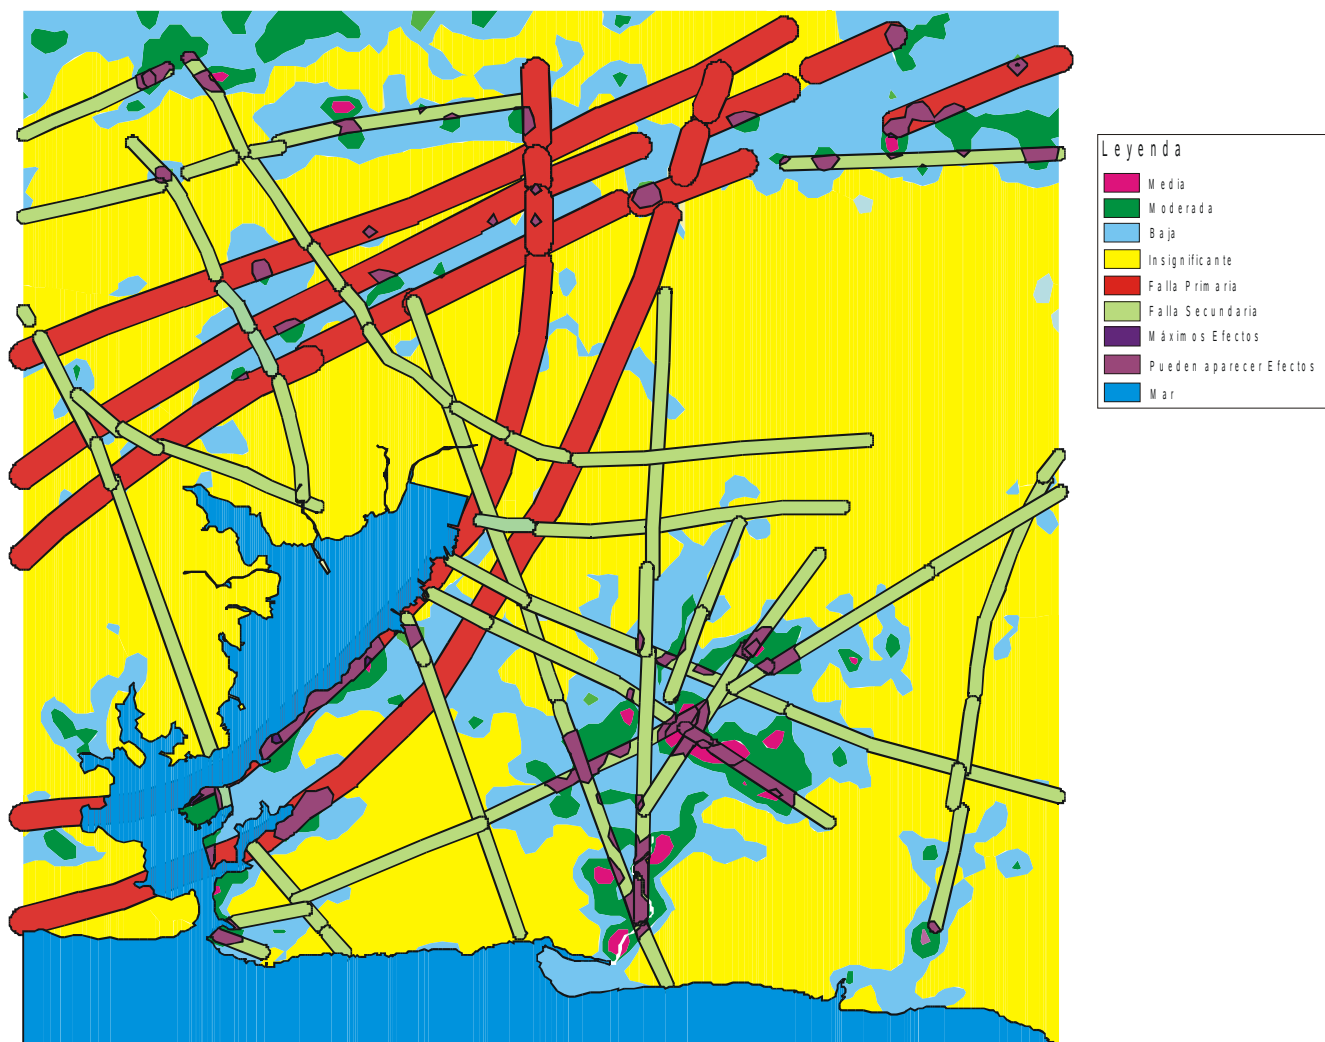 Leyenda
Media
Moderada
Baja
Insignificante
Falla Primaria
Falla Secundaria
Máximos Efectos
Pueden aparecer Efectos
Mar